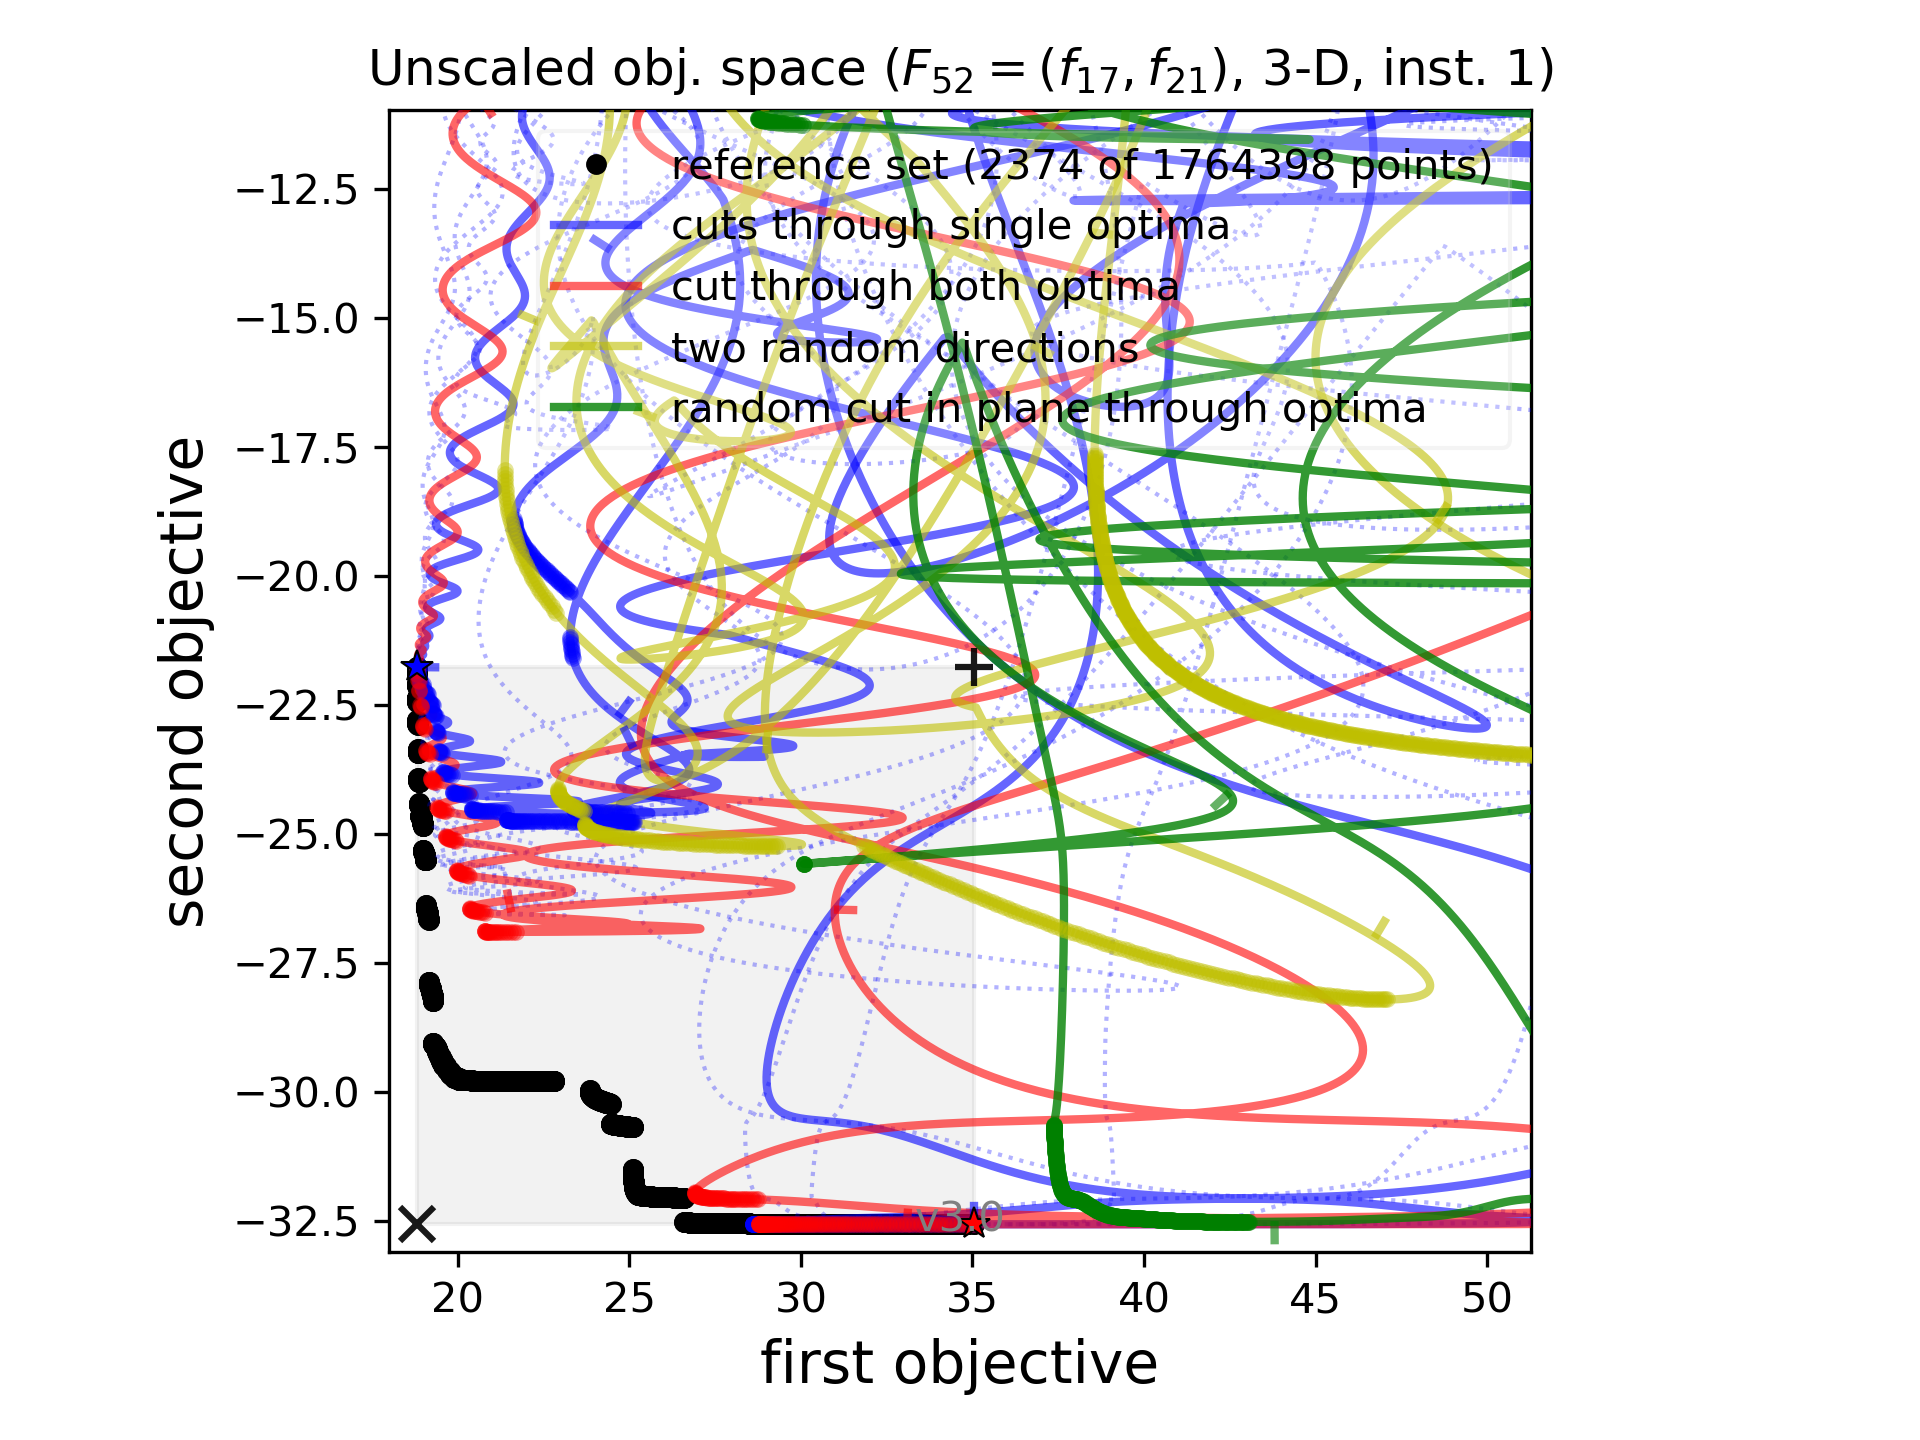 Unscaled obj. space (F52 = (f17, f21), 3-D, inst. 1)
reference set (2374 of 1764398 points)
cuts through single optima
cut through both optima
two random directions
random cut in plane through optima
−12.5
−15.0
−17.5
−20.0
−22.5
−25.0
−27.5
−30.0
−32.5
second objective
v3.0
20 25 30 35 40 45 50
first objective